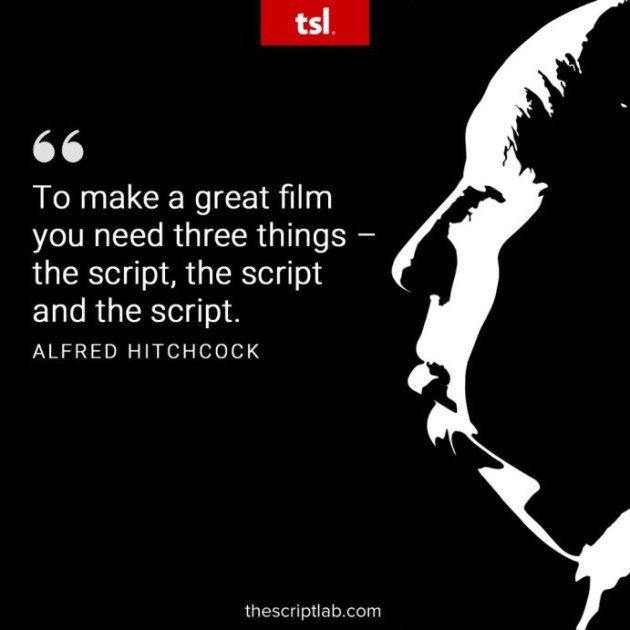 tsl.
“
To make a great film
you need three things –
the script, the script
and the script.
ALFRED HITCHCOCK
thescriptlab.com